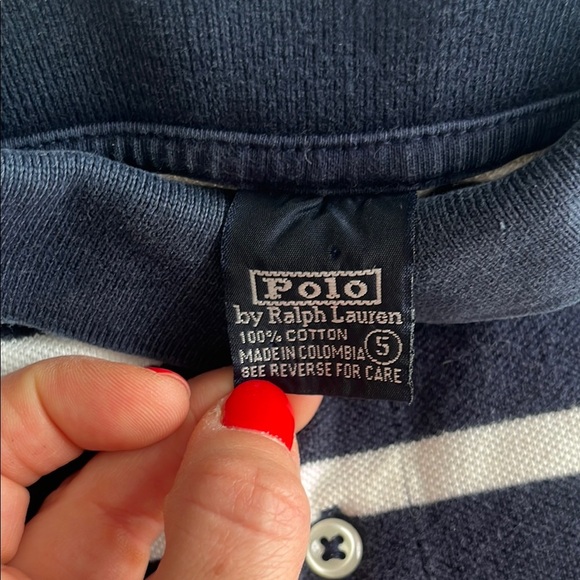 Polo
by Ralph Lauren
100% COTTON
MADE IN COLOMBIA 5
SEE REVERSE FOR CARE